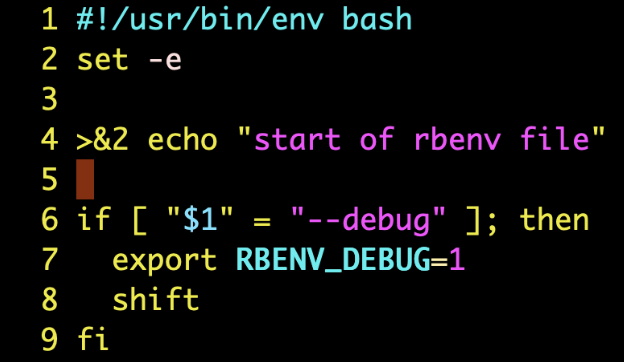 1 #!/usr/bin/env bash
2 set -e
3
4 >&2 echo "start of rbenv file"
5
6 if [ "$1" = "--debug" ]; then
7   export RBENV_DEBUG=1
8   shift
9 fi